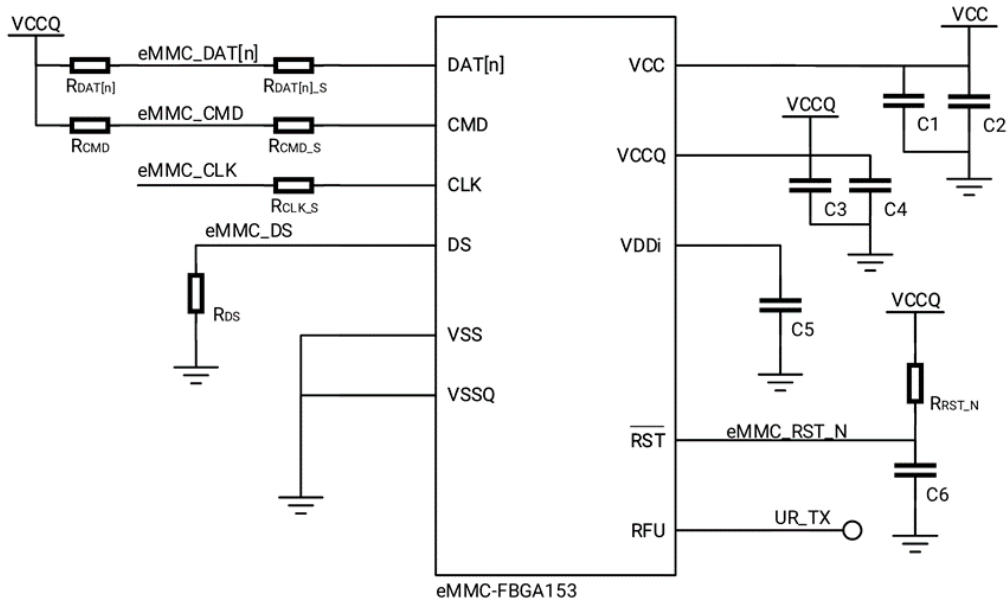 VCCQ
eMMC_DAT[n]
RDAT[n]
RDAT[n]_S
eMMC_CMD
RCMD
RCMD_S
eMMC_CLK
RCLK_S
eMMC_DS
RDS
DAT[n]
CMD
CLK
DS
VSS
VSSQ
VCC
VCCQ
VDDi
RST
RFU
VCC
C1
C2
VCCQ
C3
C4
C5
VCCQ
RRST_N
eMMC_RST_N
C6
UR_TX
eMMC-FBGA153